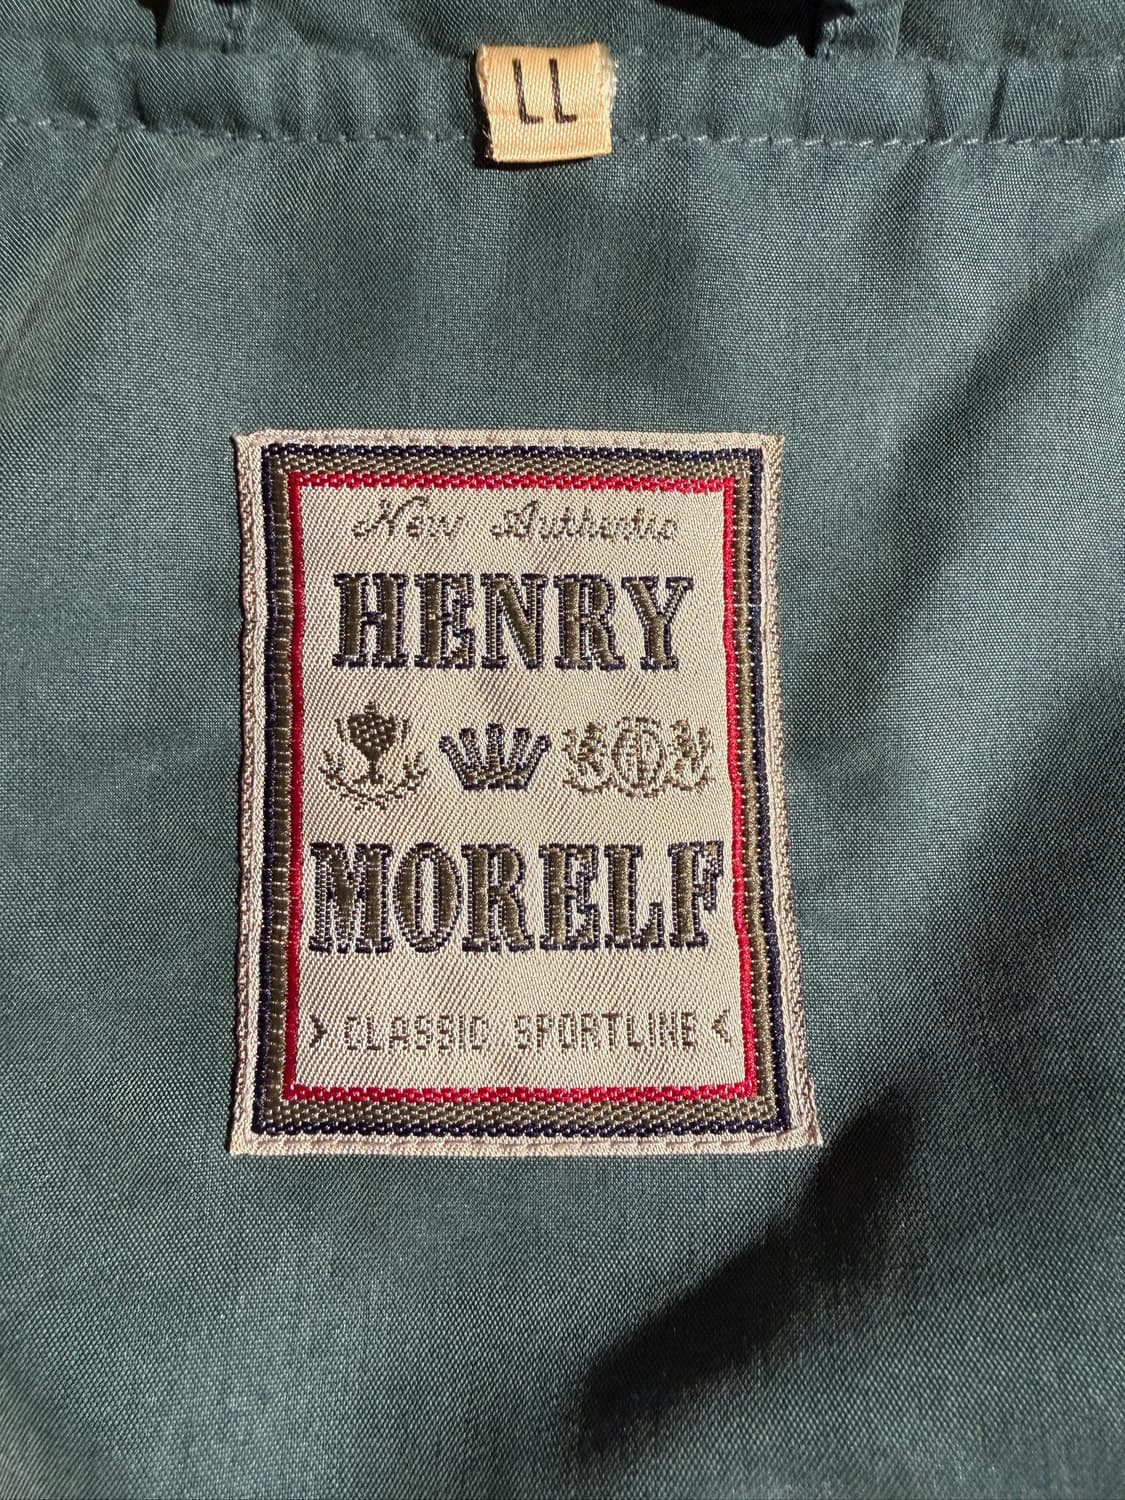 LL
New Authentic
HENRY
MORELF
> CLASSIC SPORTLINE <